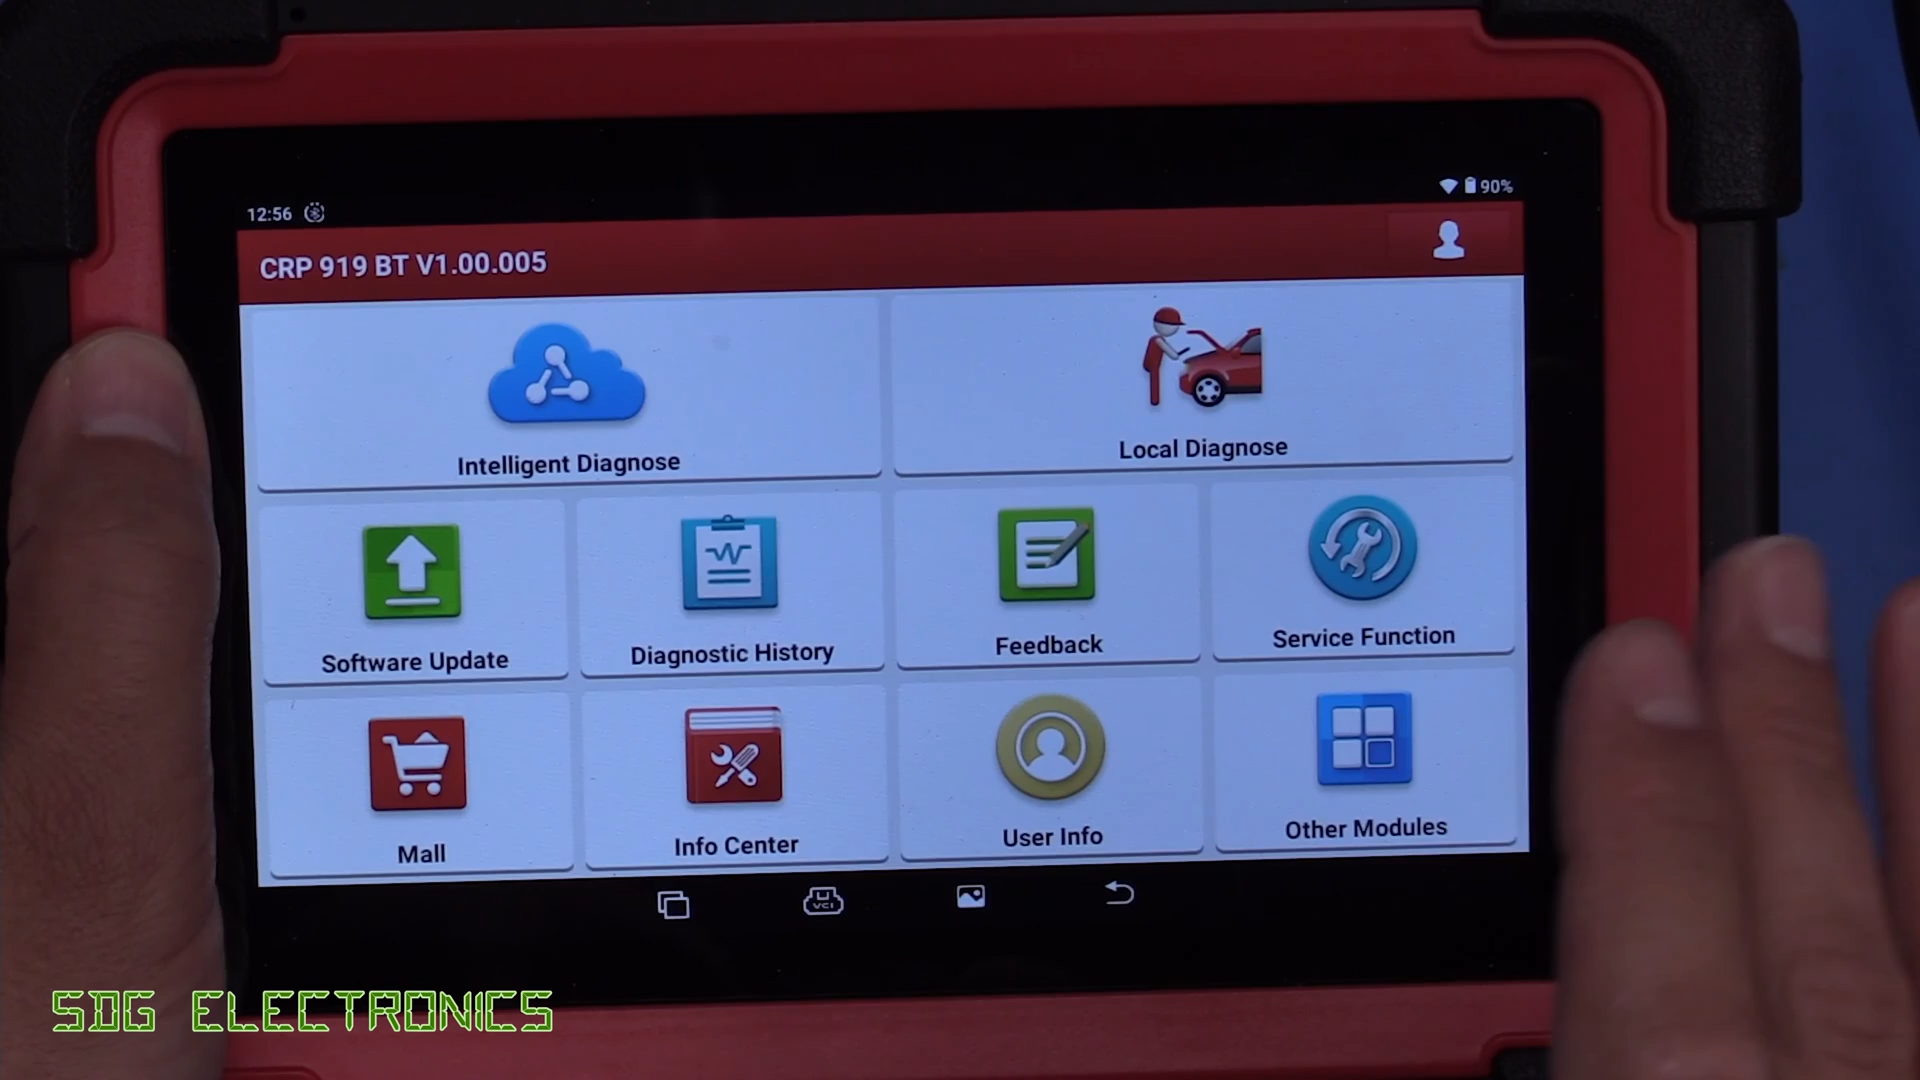 12:56
90%
CRP 919 BT V1.00.005
Intelligent Diagnose
Local Diagnose
Software Update
Diagnostic History
Feedback
Service Function
Mall
Info Center
User Info
Other Modules
VCI
SDG ELECTRONICS